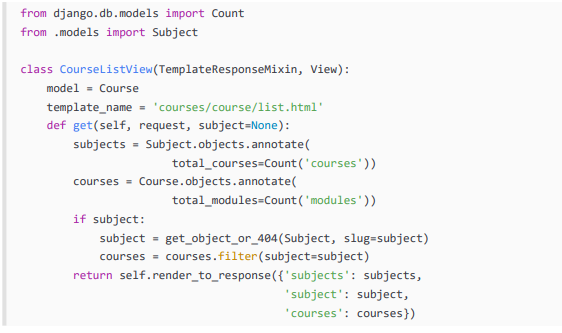 from django.db.models import Count
from .models import Subject

class CourseListView(TemplateResponseMixin, View):
    model = Course
    template_name = 'courses/course/list.html'
    def get(self, request, subject=None):
        subjects = Subject.objects.annotate(
                       total_courses=Count('courses'))
        courses = Course.objects.annotate(
                       total_modules=Count('modules'))
        if subject:
            subject = get_object_or_404(Subject, slug=subject)
            courses = courses.filter(subject=subject)
        return self.render_to_response({'subjects': subjects,
                                        'subject': subject,
                                        'courses': courses})